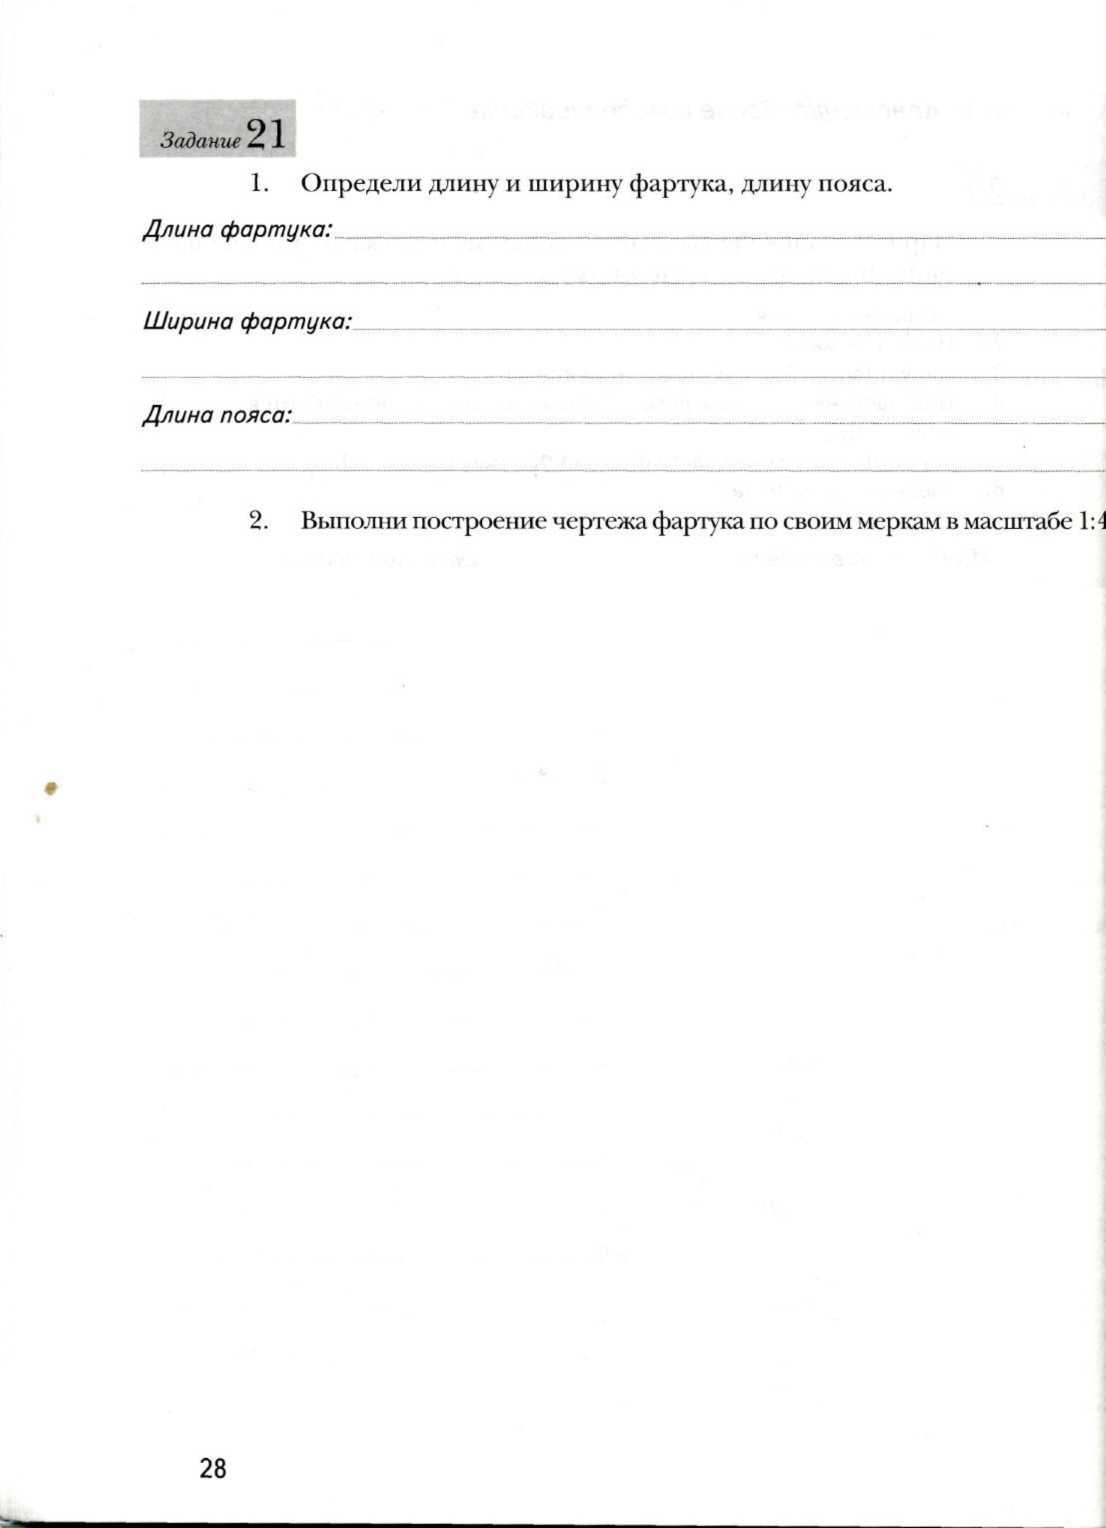 Задание 21
1. Определи длину и ширину фартука, длину пояса.
Длина фартука:
Ширина фартука:
Длина пояса:
2. Выполни построение чертежа фартука по своим меркам в масштабе 1:4
28